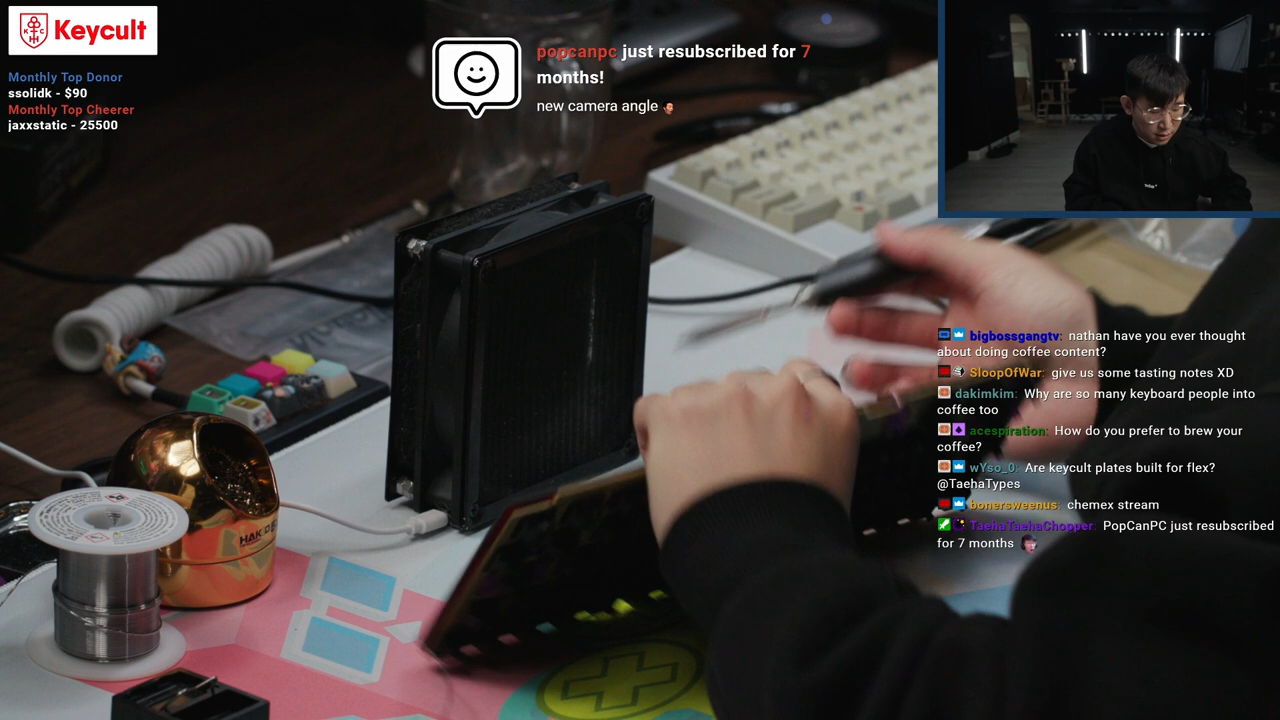 Keycult
Monthly Top Donor
ssolidk - $90
Monthly Top Cheerer
jaxxstatic - 25500
popcanpc just resubscribed for 7
months!
new camera angle
bigbossgangtv: nathan have you ever thought
about doing coffee content?
SloopOfWar: give us some tasting notes XD
dakimkim: Why are so many keyboard people into
coffee too
acespiration: How do you prefer to brew your
coffee?
wYso_0: Are keycult plates built for flex?
@TaehaTypes
bonersweenus: chemex stream
TaehaTaehaChopper: PopCanPC just resubscribed
for 7 months